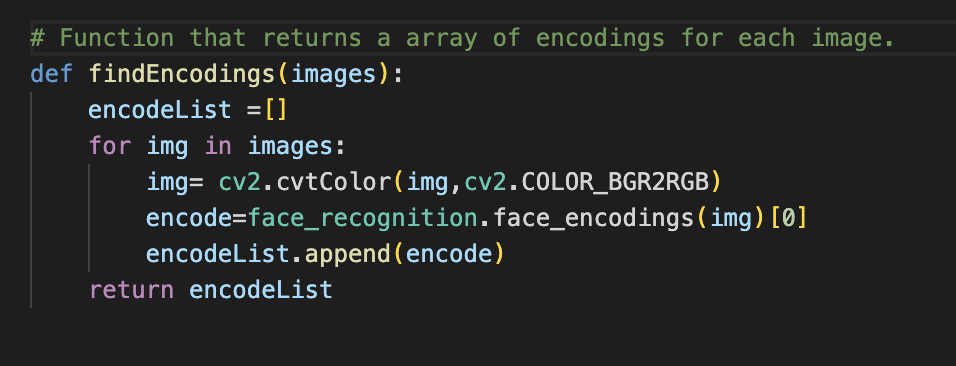 # Function that returns a array of encodings for each image.
def findEncodings(images):
    encodeList =[]
    for img in images:
        img= cv2.cvtColor(img,cv2.COLOR_BGR2RGB)
        encode=face_recognition.face_encodings(img)[0]
        encodeList.append(encode)
    return encodeList